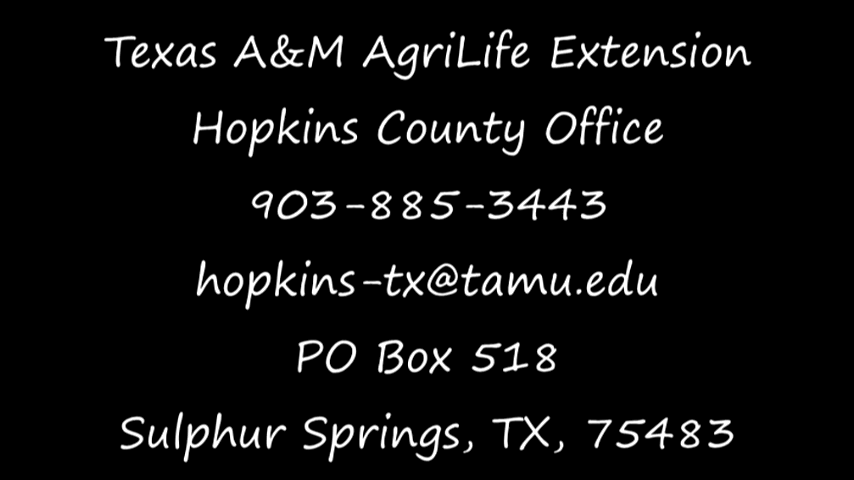 Texas A&M AgriLife Extension
Hopkins County Office
903-885-3443
hopkins-tx@tamu.edu
PO Box 518
Sulphur Springs, TX, 75483